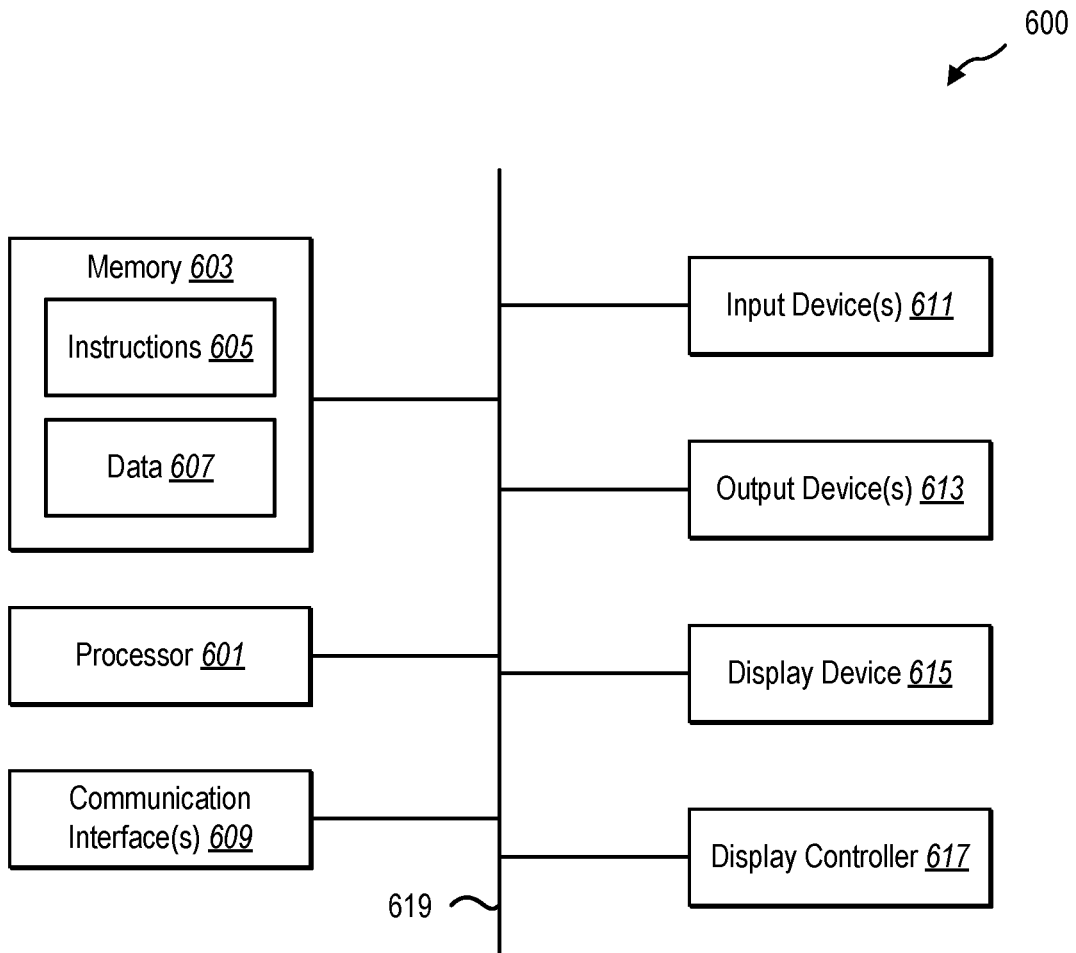 600
Memory 603
Instructions 605
Data 607
Processor 601
Communication
Interface(s) 609
Input Device(s) 611
Output Device(s) 613
Display Device 615
Display Controller 617
619